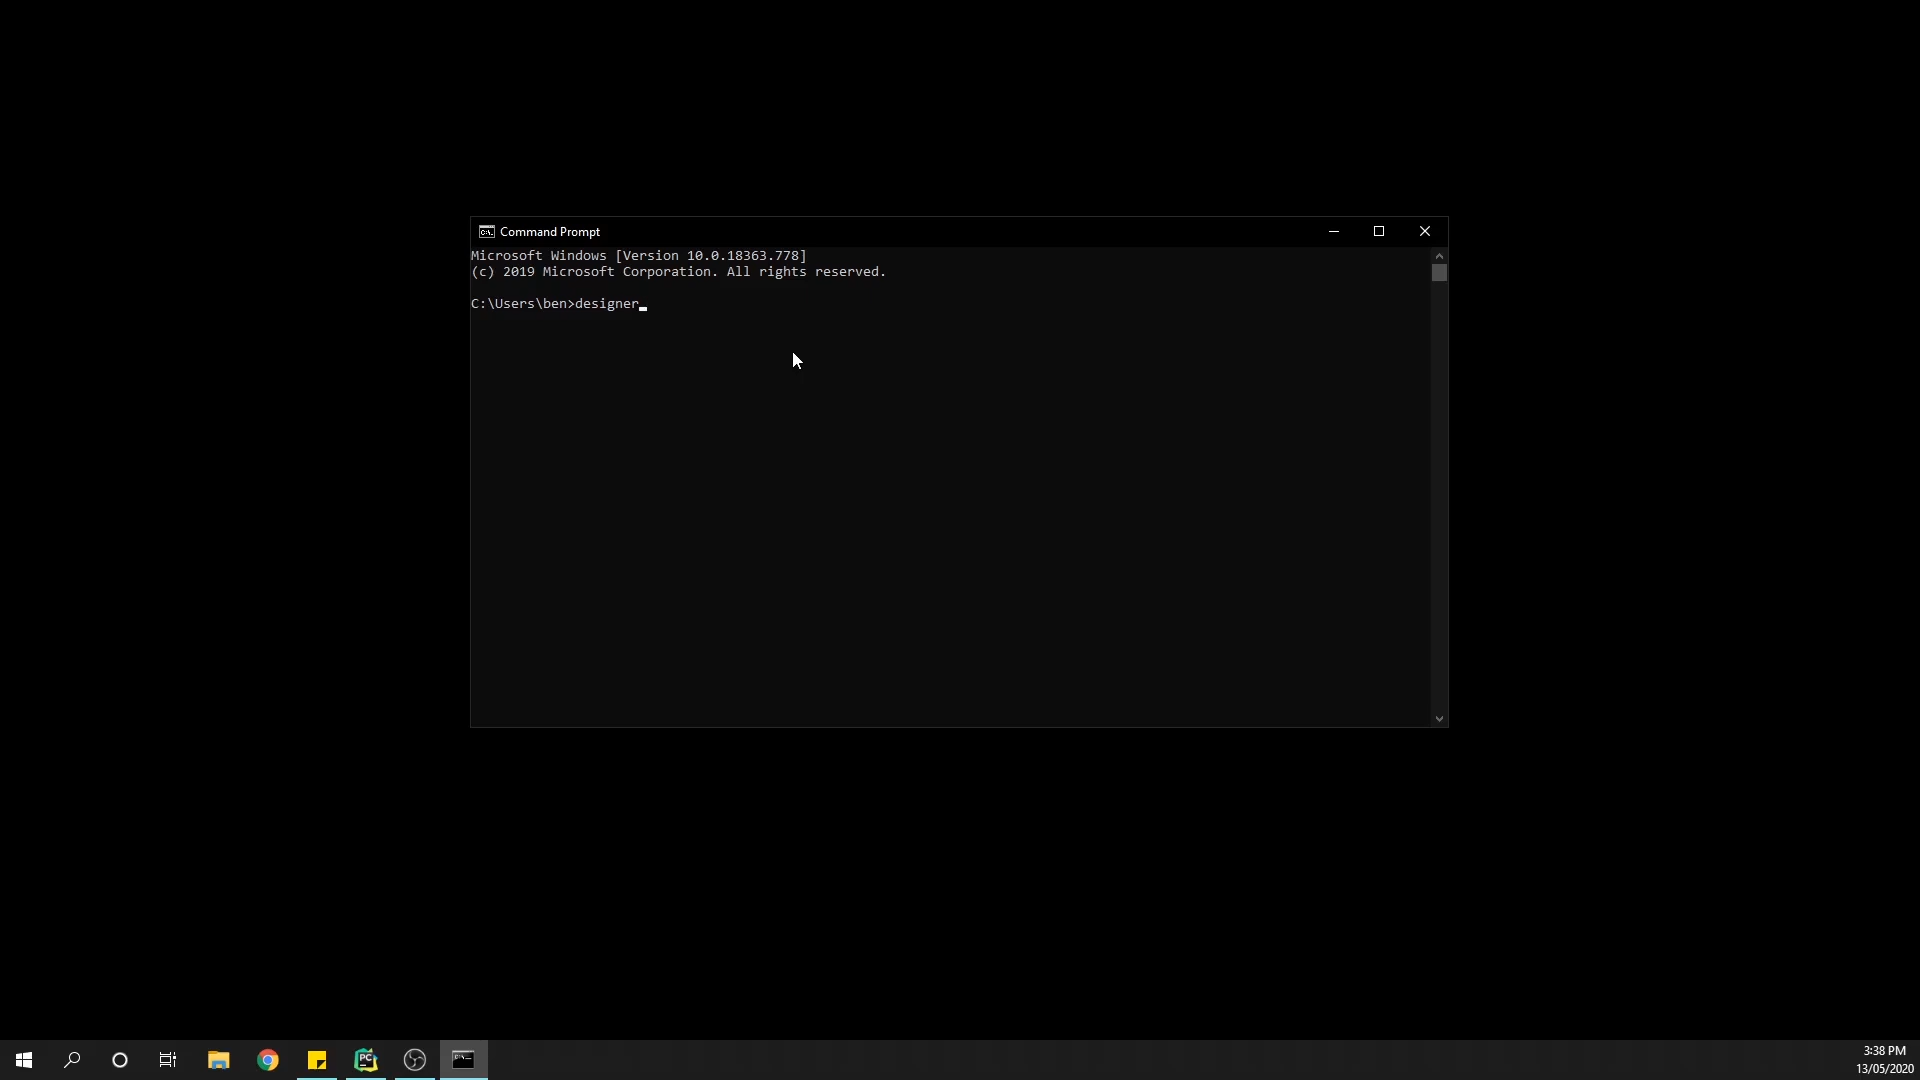 Command Prompt
Microsoft Windows [Version 10.0.18363.778]
(c) 2019 Microsoft Corporation. All rights reserved.
C:\Users\ben>designer
PC
3:38 PM
13/05/2020